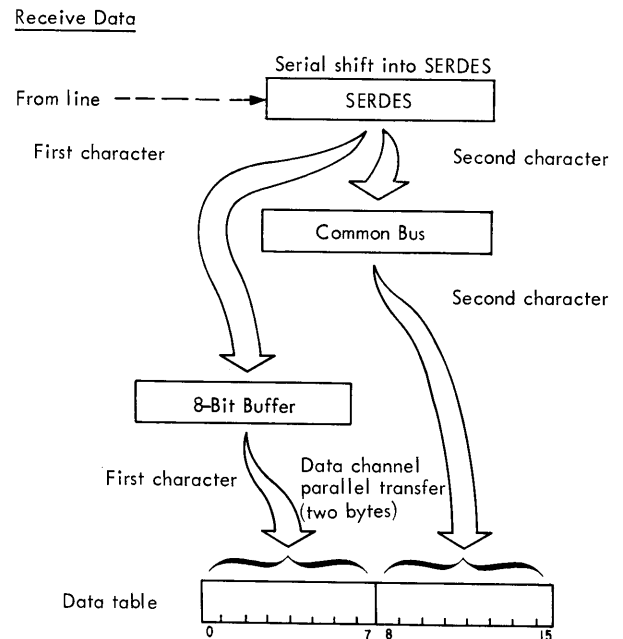 Receive Data
Serial shift into SERDES
From line
SERDES
First character
Second character
Common Bus
Second character
8-Bit Buffer
First character
Data channel
parallel transfer
(two bytes)
Data table
0 7 8 15